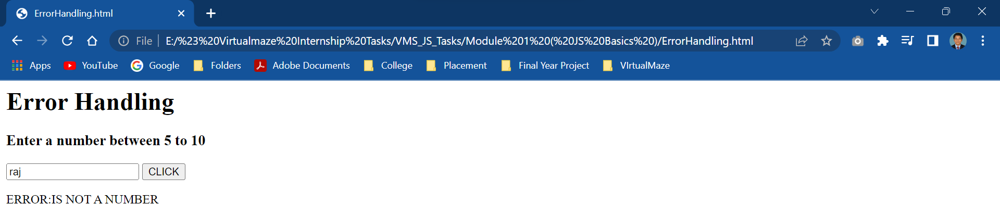 ErrorHandling.html
File E:/%23%20Virtualmaze%20Internship%20Tasks/VMS_JS_Tasks/Module%201%20(%20JS%20Basics%20)/ErrorHandling.html
Apps YouTube Google Folders Adobe Documents College Placement Final Year Project VIrtualMaze
Error Handling
Enter a number between 5 to 10
raj CLICK
ERROR:IS NOT A NUMBER